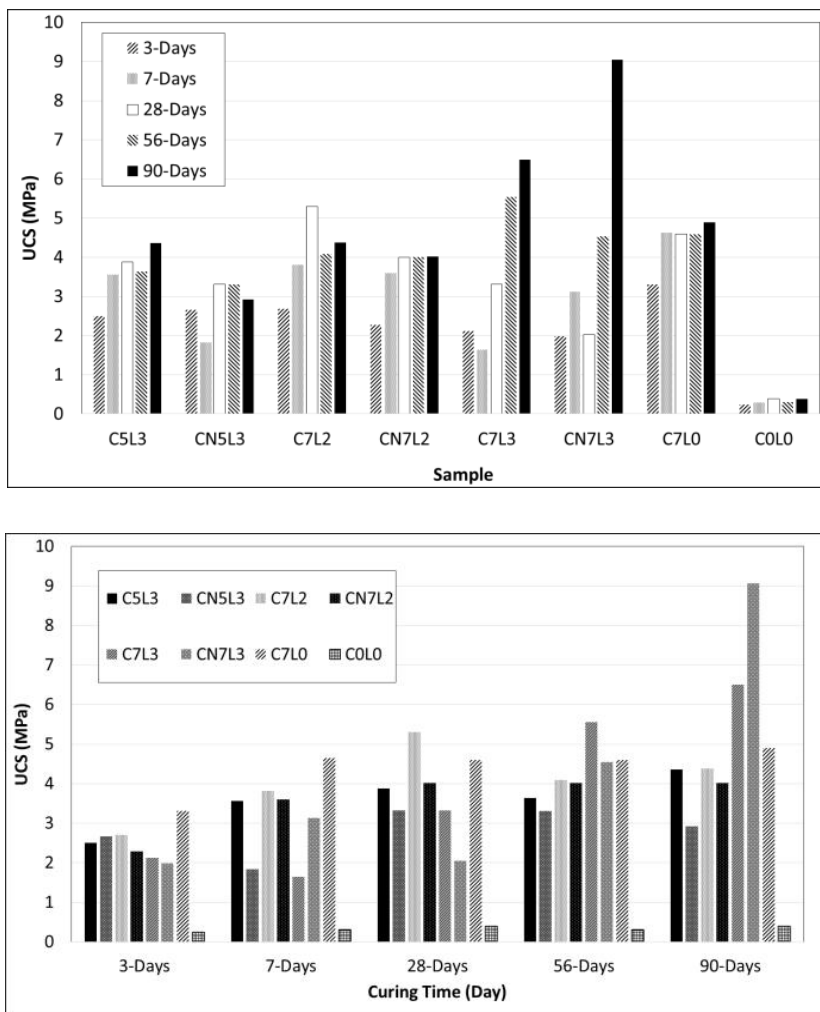 10
9
8
7
6
5
4
3
2
1
0
UCS (MPa)
3-Days
7-Days
28-Days
56-Days
90-Days
C5L3 CN5L3 C7L2 CN7L2 C7L3 CN7L3 C7L0 C0L0
Sample
10
9
8
7
6
5
4
3
2
1
0
UCS (MPa)
C5L3 CN5L3 C7L2 CN7L2
C7L3 CN7L3 C7L0 C0L0
3-Days 7-Days 28-Days 56-Days 90-Days
Curing Time (Day)